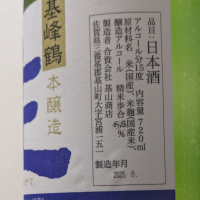 基峰鶴
本醸造
品目：日本酒
アルコール分15度 内容量720ml
原材料名 米(国産)、米麹(国産米)
醸造アルコール 精米歩合65%
製造者 合資会社 基山商店
佐賀県三養基郡基山町大字宮浦一五一
製造年月
2025.8.